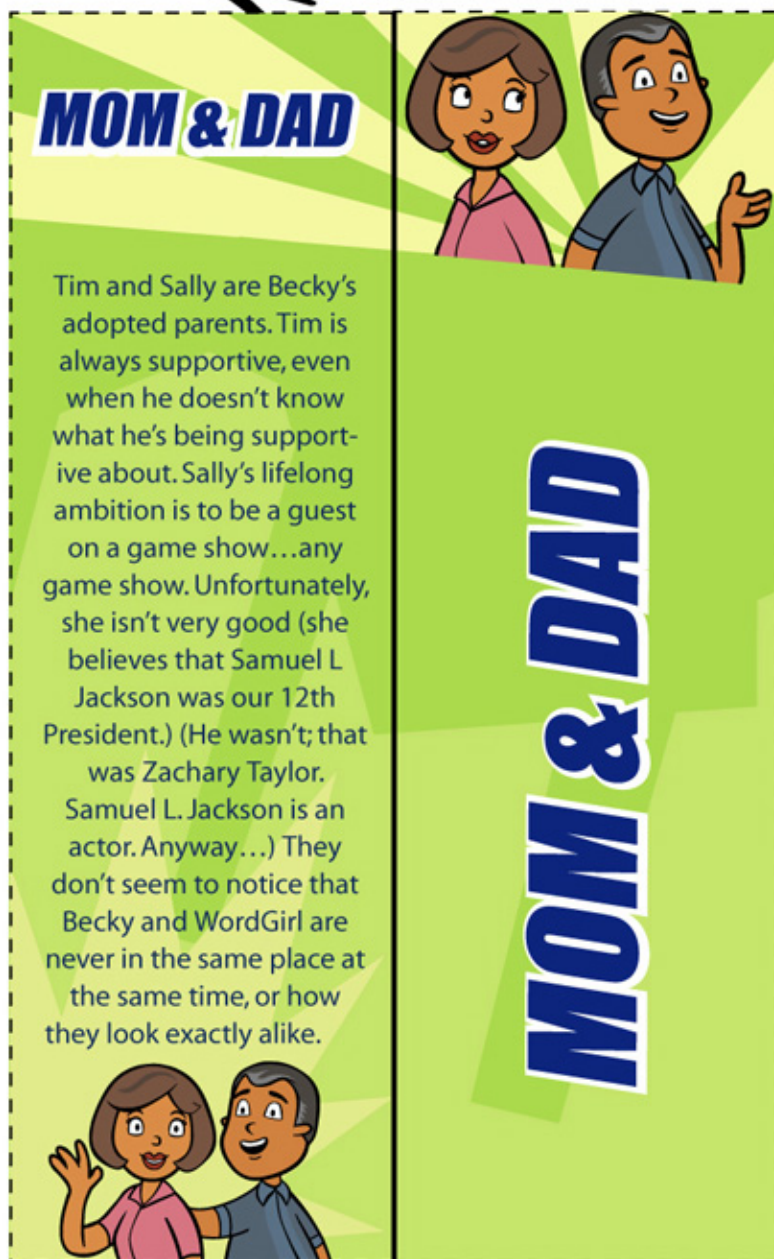 MOM & DAD
Tim and Sally are Becky’s
adopted parents. Tim is
always supportive, even
when he doesn’t know
what he’s being support-
ive about. Sally’s lifelong
ambition is to be a guest
on a game show…any
game show. Unfortunately,
she isn’t very good (she
believes that Samuel L
Jackson was our 12th
President.) (He wasn’t; that
was Zachary Taylor.
Samuel L. Jackson is an
actor. Anyway…) They
don’t seem to notice that
Becky and WordGirl are
never in the same place at
the same time, or how
they look exactly alike.
MOM & DAD